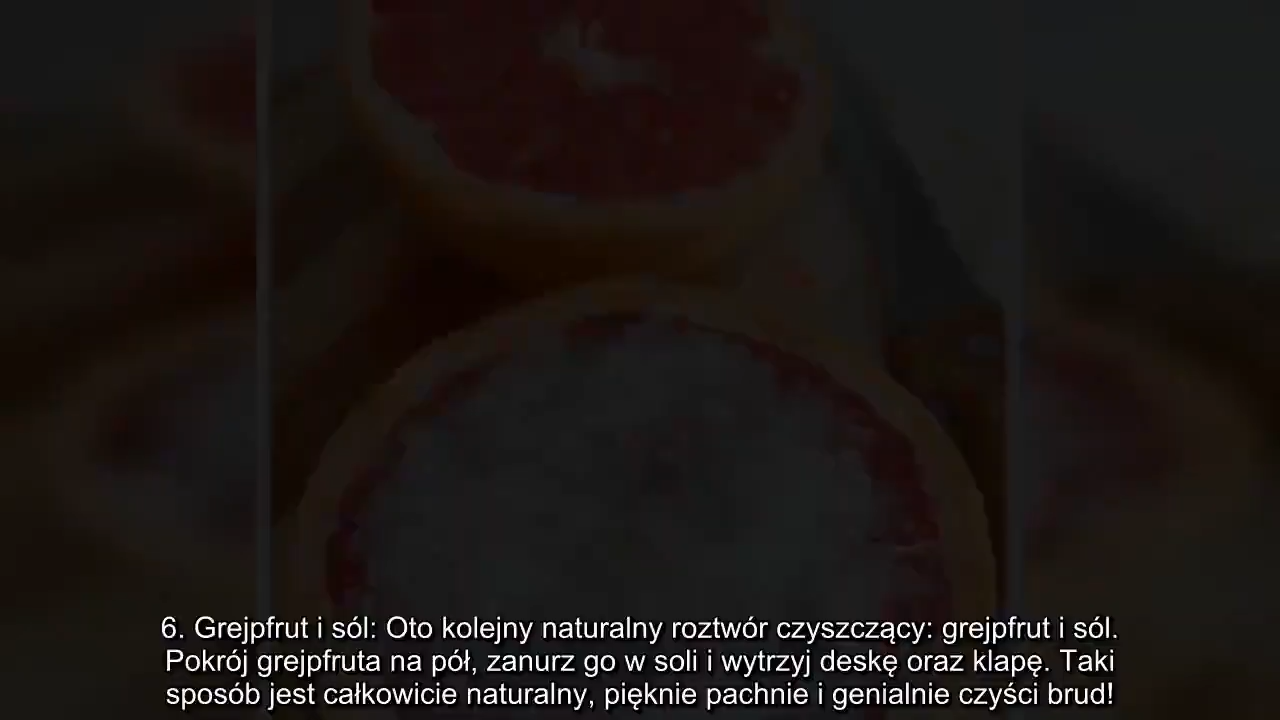 6. Grejpfrut i sól: Oto kolejny naturalny roztwór czyszczący: grejpfrut i sól.
Pokrój grejpfruta na pół, zanurz go w soli i wytrzyj deskę oraz klapę. Taki
sposób jest całkowicie naturalny, pięknie pachnie i genialnie czyści brud!